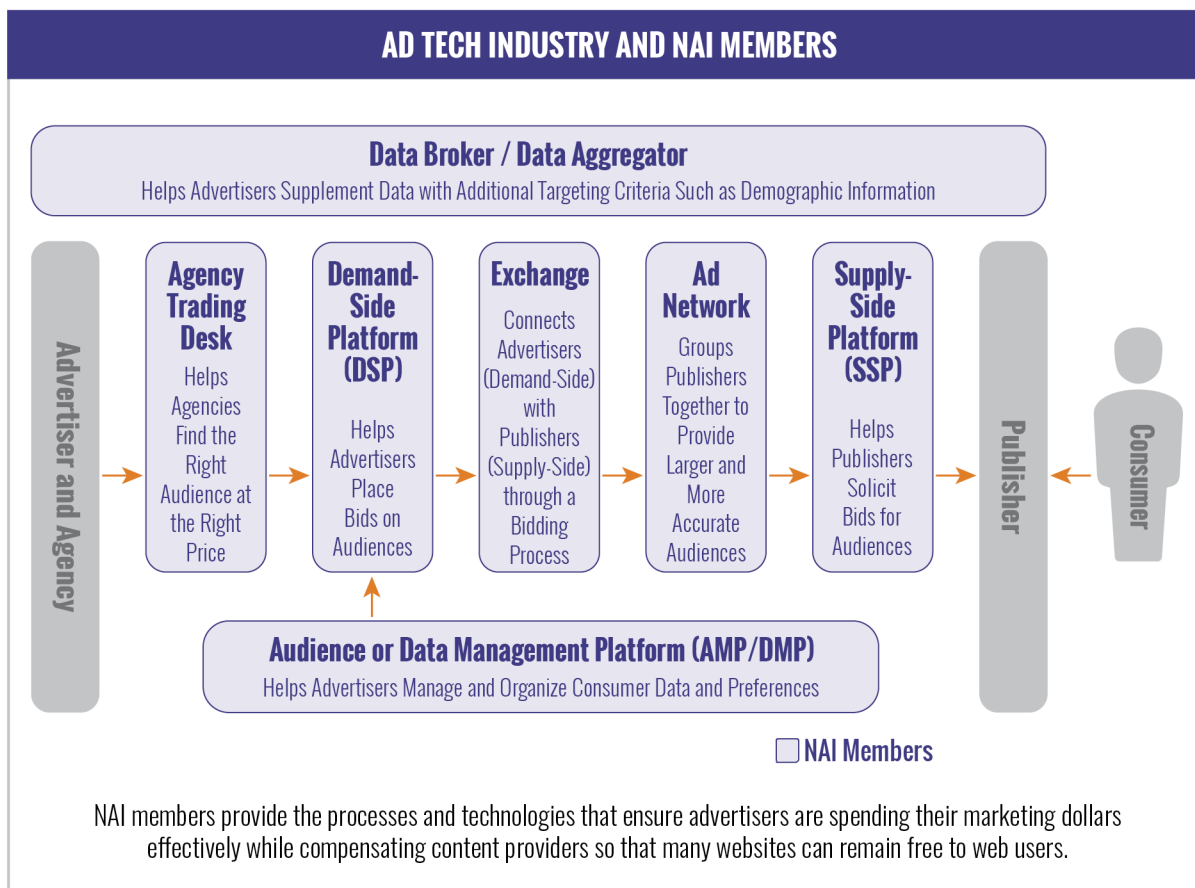 AD TECH INDUSTRY AND NAI MEMBERS
Data Broker / Data Aggregator
Helps Advertisers Supplement Data with Additional Targeting Criteria Such as Demographic Information
Advertiser and Agency
Agency
Trading
Desk
Helps
Agencies
Find the
Right
Audience at
the Right
Price
Demand-
Side
Platform
(DSP)
Helps
Advertisers
Place
Bids on
Audiences
Exchange
Connects
Advertisers
(Demand-Side)
with
Publishers
(Supply-Side)
through a
Bidding
Process
Ad
Network
Groups
Publishers
Together to
Provide
Larger and
More
Accurate
Audiences
Supply-
Side
Platform
(SSP)
Helps
Publishers
Solicit
Bids for
Audiences
Publisher
Consumer
Audience or Data Management Platform (AMP/DMP)
Helps Advertisers Manage and Organize Consumer Data and Preferences
NAI Members
NAI members provide the processes and technologies that ensure advertisers are spending their marketing dollars
effectively while compensating content providers so that many websites can remain free to web users.